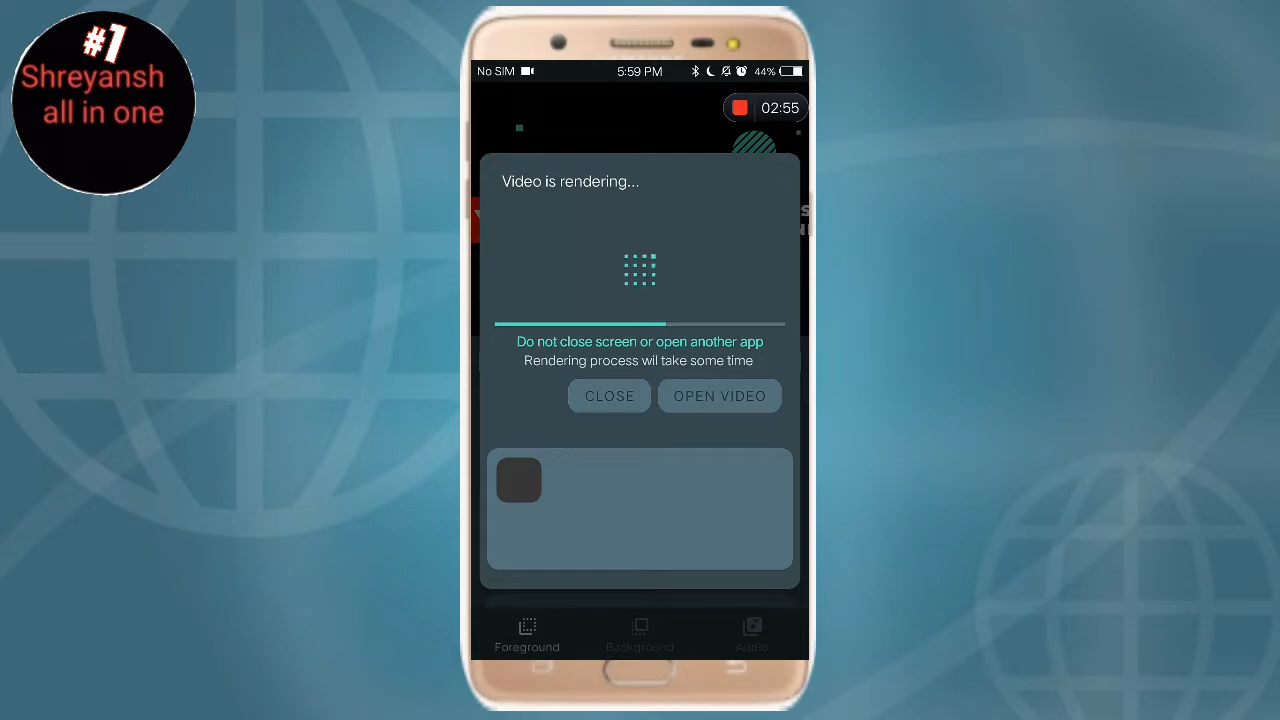 #1
Shreyansh
all in one
No SIM
5:59 PM
44%
02:55
Video is rendering...
Do not close screen or open another app
Rendering process wil take some time
CLOSE
OPEN VIDEO
Foreground
Background
Audio